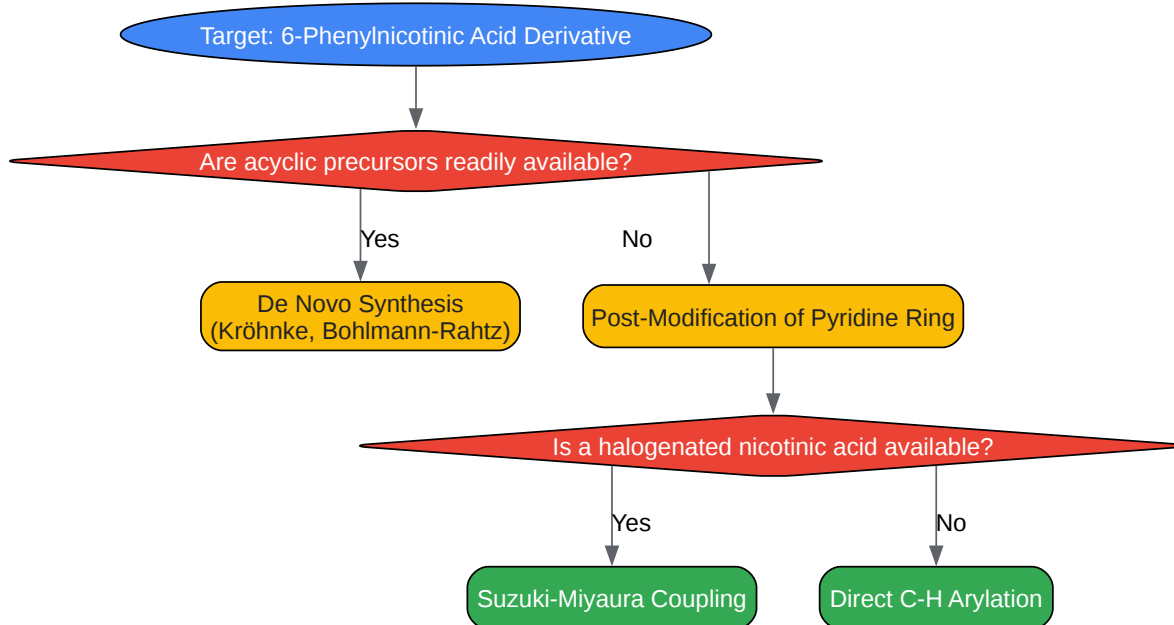 Target: 6-Phenylnicotinic Acid Derivative
Are acyclic precursors readily available?
Yes
No
De Novo Synthesis
(Kröhnke, Bohlmann-Rahtz)
Post-Modification of Pyridine Ring
Is a halogenated nicotinic acid available?
Yes
No
Suzuki-Miyaura Coupling
Direct C-H Arylation